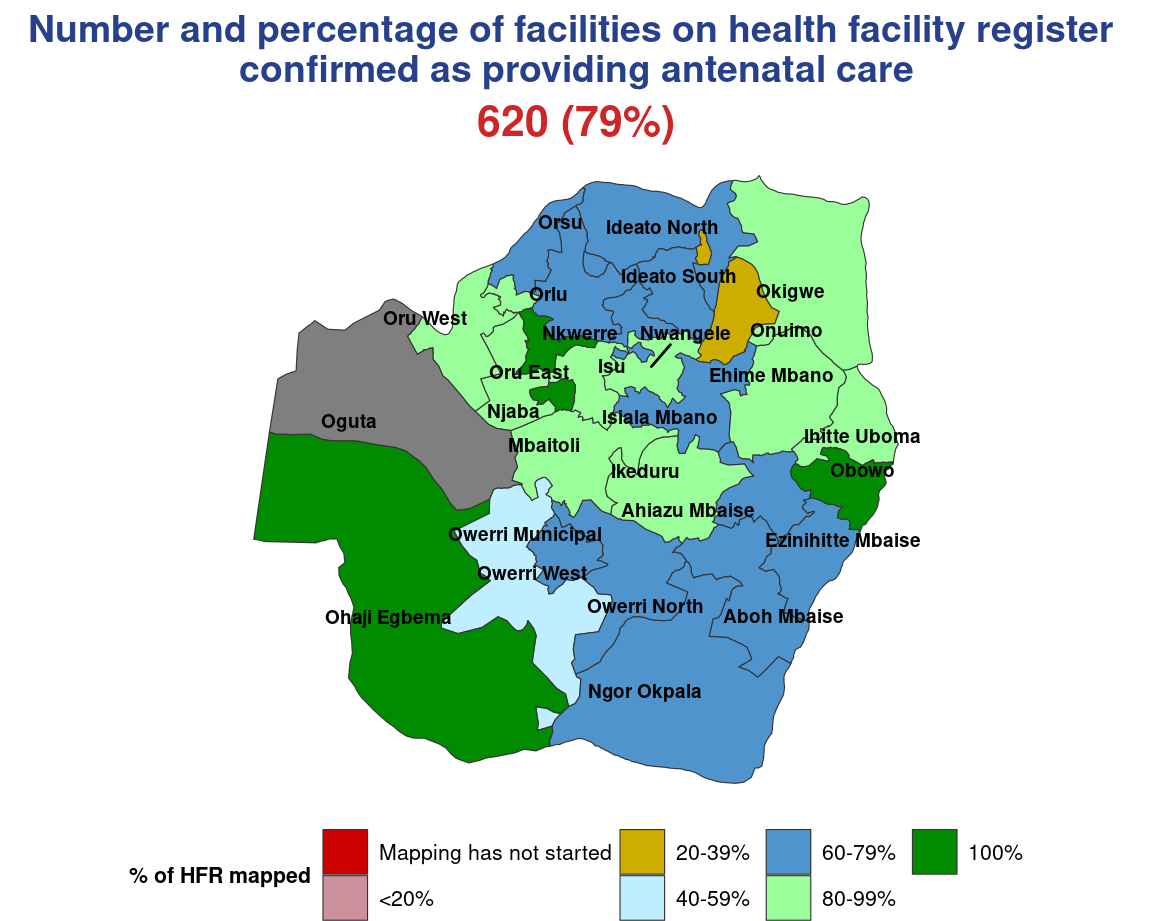 Number and percentage of facilities on health facility register
confirmed as providing antenatal care
620 (79%)
Orsu
Ideato North
Ideato South
Orlu
Okigwe
Oru West
Nkwerre
Nwangele
Onuimo
Isu
Oru East
Ehime Mbano
Njaba
Isiala Mbano
Oguta
Ihitte Uboma
Mbaitoli
Ikeduru
Obowo
Ahiazu Mbaise
Owerri Municipal
Ezinihitte Mbaise
Owerri West
Owerri North
Ohaji Egbema
Aboh Mbaise
Ngor Okpala
% of HFR mapped
Mapping has not started
<20%
20-39%
40-59%
60-79%
80-99%
100%